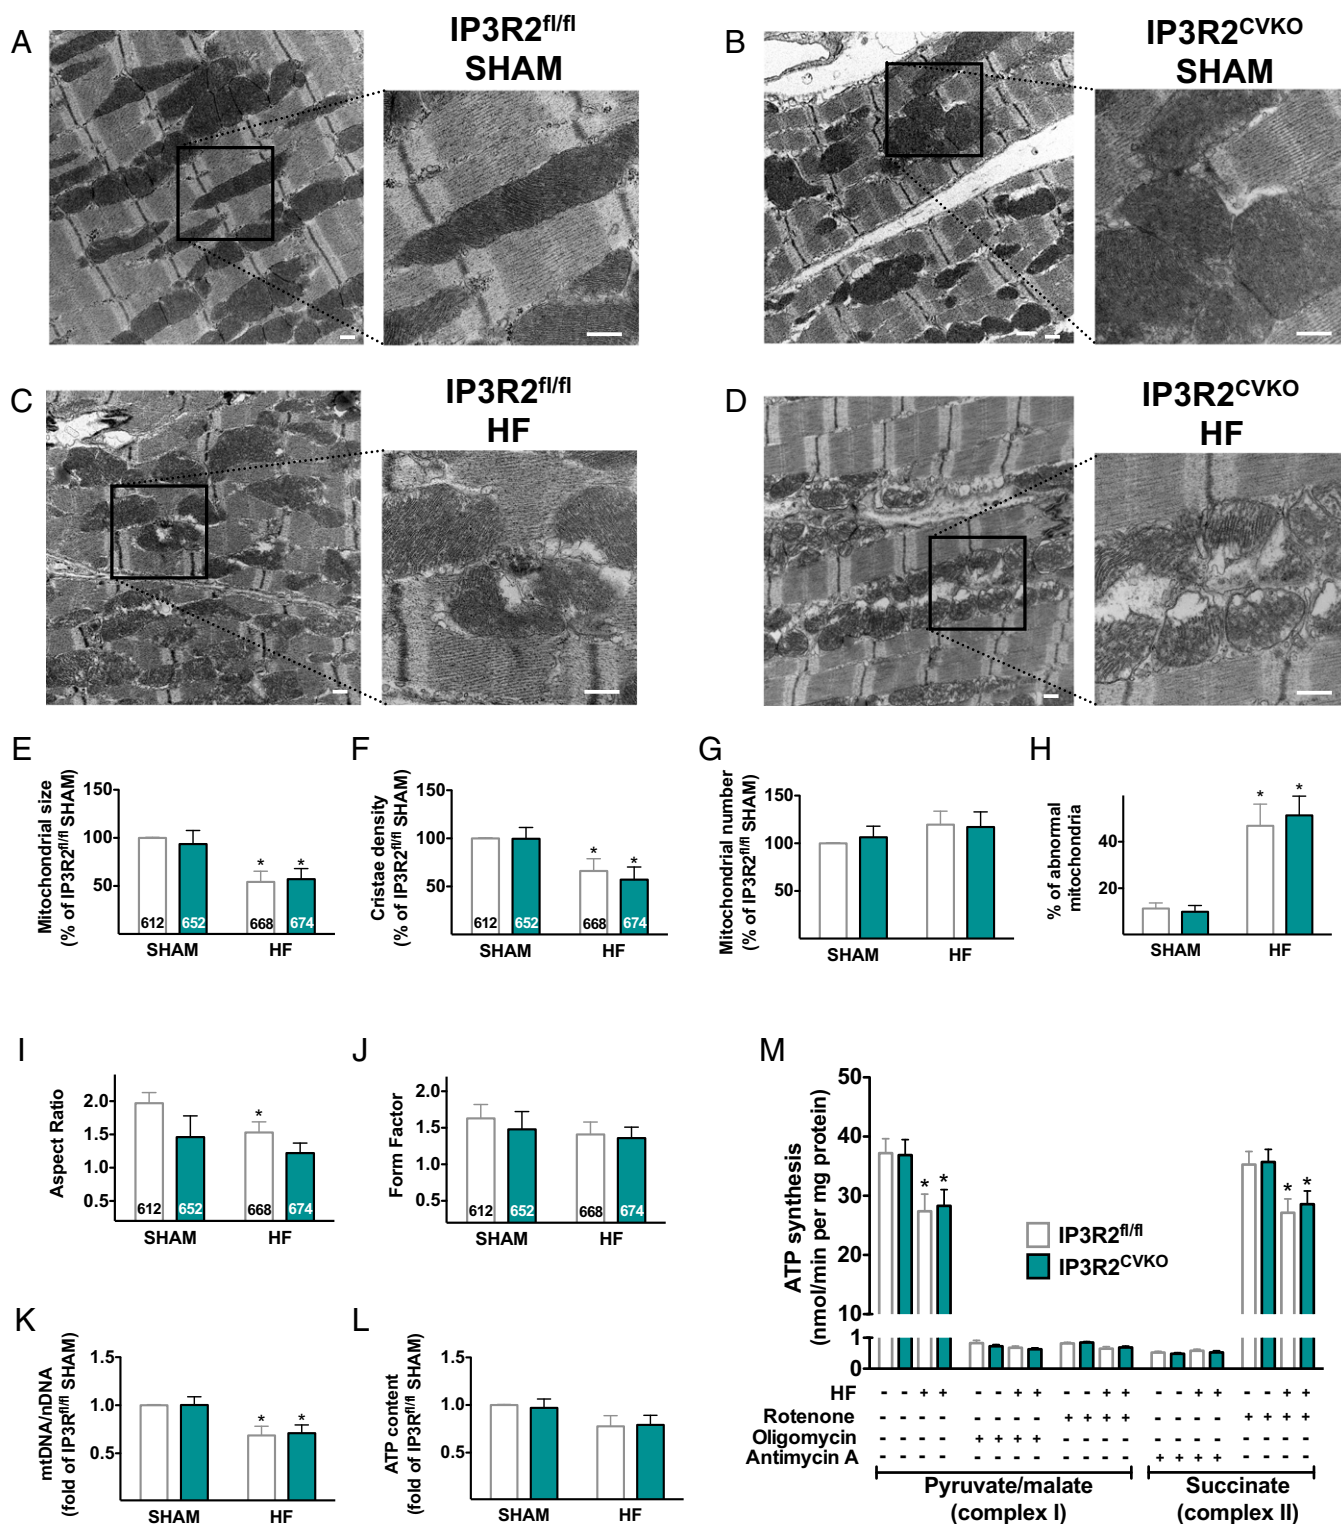 A
IP3R2fl/fl
SHAM
B
IP3R2CVKO
SHAM
C
IP3R2fl/fl
HF
D
IP3R2CVKO
HF
E
Mitochondrial size
(% of IP3R2fl/fl SHAM)
150
100
50
612
652
668
674
*
*
SHAM
HF
F
Cristae density
(% of IP3R2fl/fl SHAM)
150
100
50
612
652
668
674
*
*
SHAM
HF
G
Mitochondrial number
(% of IP3R2fl/fl SHAM)
150
100
50
SHAM
HF
H
% of abnormal
mitochondria
40
20
*
*
SHAM
HF
I
Aspect Ratio
2.0
1.5
1.0
0.5
612
652
668
674
*
SHAM
HF
J
Form Factor
2.0
1.5
1.0
0.5
612
652
668
674
SHAM
HF
K
mtDNA/nDNA
(fold of IP3Rfl/fl SHAM)
1.5
1.0
0.5
*
*
SHAM
HF
L
ATP content
(fold of IP3Rfl/fl SHAM)
1.5
1.0
0.5
SHAM
HF
M
ATP synthesis
(nmol/min per mg protein)
50
40
30
20
10
1
0
*
*
*
*
IP3R2fl/fl
IP3R2CVKO
HF - - + + - - + + - - + + - - + + - - + +
Rotenone - - - - - - - - + + + + - - - - + + + +
Oligomycin - - - - + + + + - - - - - - - - - - - -
Antimycin A - - - - - - - - - - - - + + + + - - - -
Pyruvate/malate
(complex I)
Succinate
(complex II)